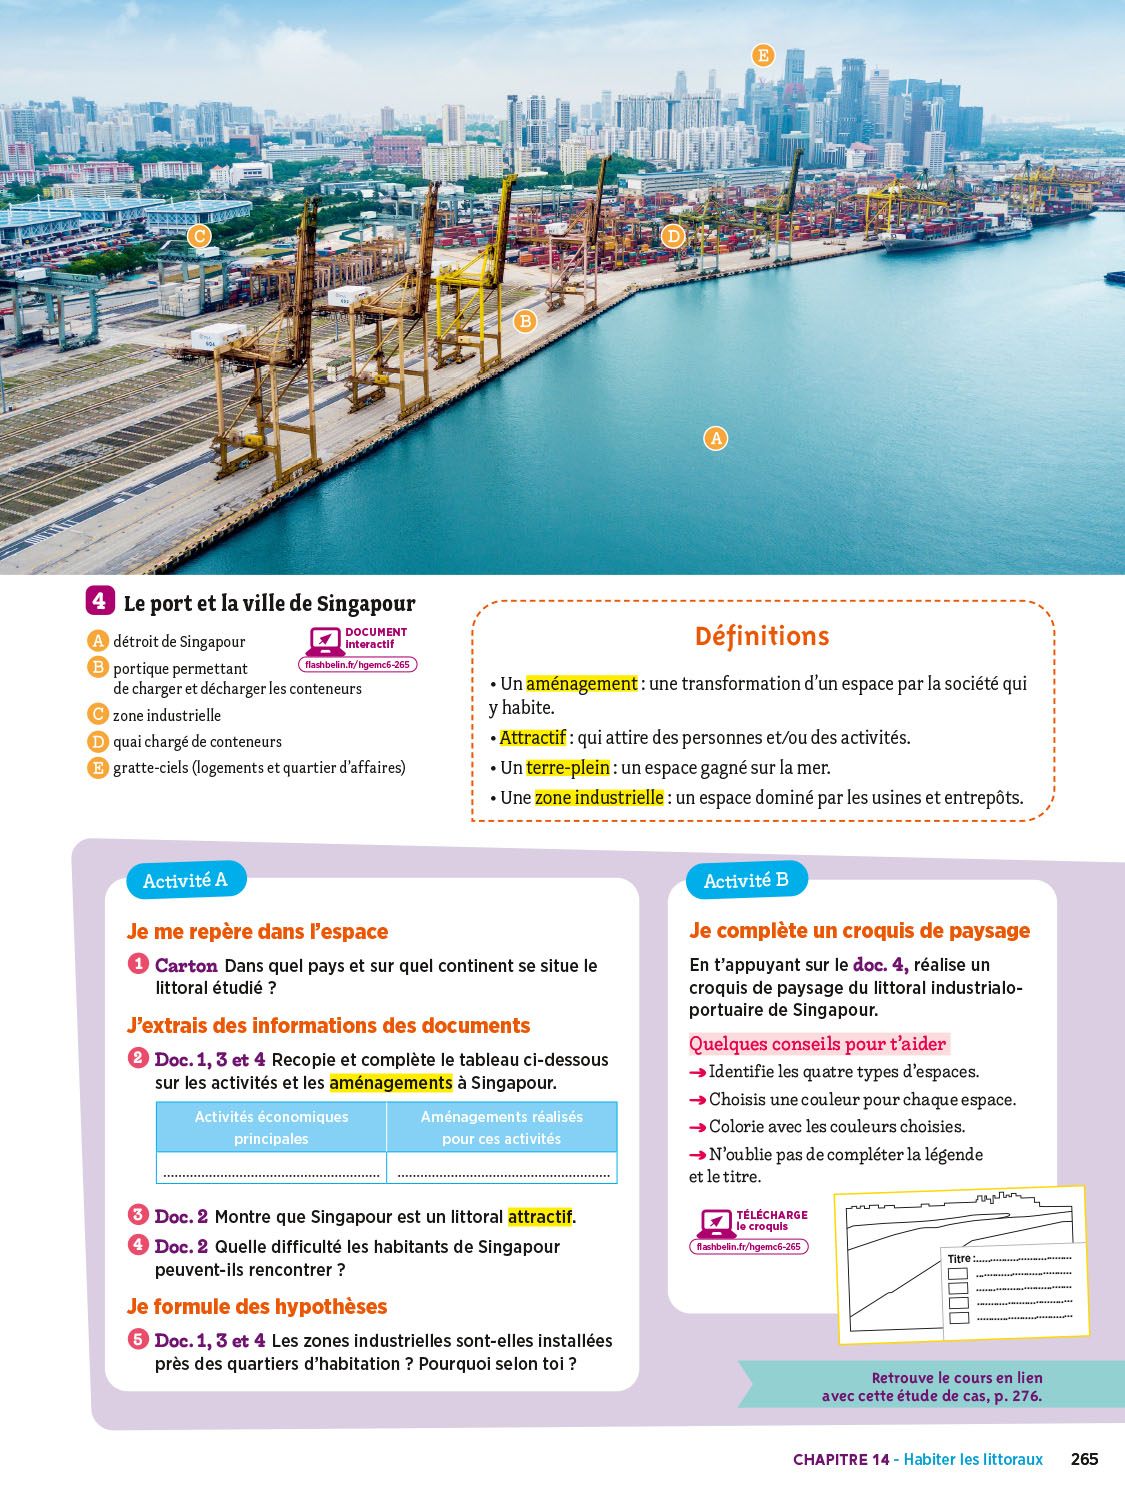 E
C
D
B
A
4 Le port et la ville de Singapour
A détroit de Singapour
B portique permettant
de charger et décharger les conteneurs
C zone industrielle
D quai chargé de conteneurs
E gratte-ciels (logements et quartier d'affaires)
DOCUMENT
interactif
flashbelin.fr/hgemc6-265
Définitions
• Un aménagement : une transformation d'un espace par la société qui
y habite.
• Attractif : qui attire des personnes et/ou des activités.
• Un terre-plein : un espace gagné sur la mer.
• Une zone industrielle : un espace dominé par les usines et entrepôts.
Activité A
Je me repère dans l'espace
1 Carton Dans quel pays et sur quel continent se situe le
littoral étudié ?
J'extrais des informations des documents
2 Doc. 1, 3 et 4 Recopie et complète le tableau ci-dessous
sur les activités et les aménagements à Singapour.
Activités économiques
principales
Aménagements réalisés
pour ces activités
3 Doc. 2 Montre que Singapour est un littoral attractif.
4 Doc. 2 Quelle difficulté les habitants de Singapour
peuvent-ils rencontrer ?
Je formule des hypothèses
5 Doc. 1, 3 et 4 Les zones industrielles sont-elles installées
près des quartiers d'habitation ? Pourquoi selon toi ?
Activité B
Je complète un croquis de paysage
En t'appuyant sur le doc. 4, réalise un
croquis de paysage du littoral industrialo-
portuaire de Singapour.
Quelques conseils pour t'aider
➞ Identifie les quatre types d'espaces.
➞ Choisis une couleur pour chaque espace.
➞ Colorie avec les couleurs choisies.
➞ N'oublie pas de compléter la légende
et le titre.
TÉLÉCHARGE
le croquis
flashbelin.fr/hgemc6-265
Titre :
Retrouve le cours en lien
avec cette étude de cas, p. 276.
CHAPITRE 14 - Habiter les littoraux 265